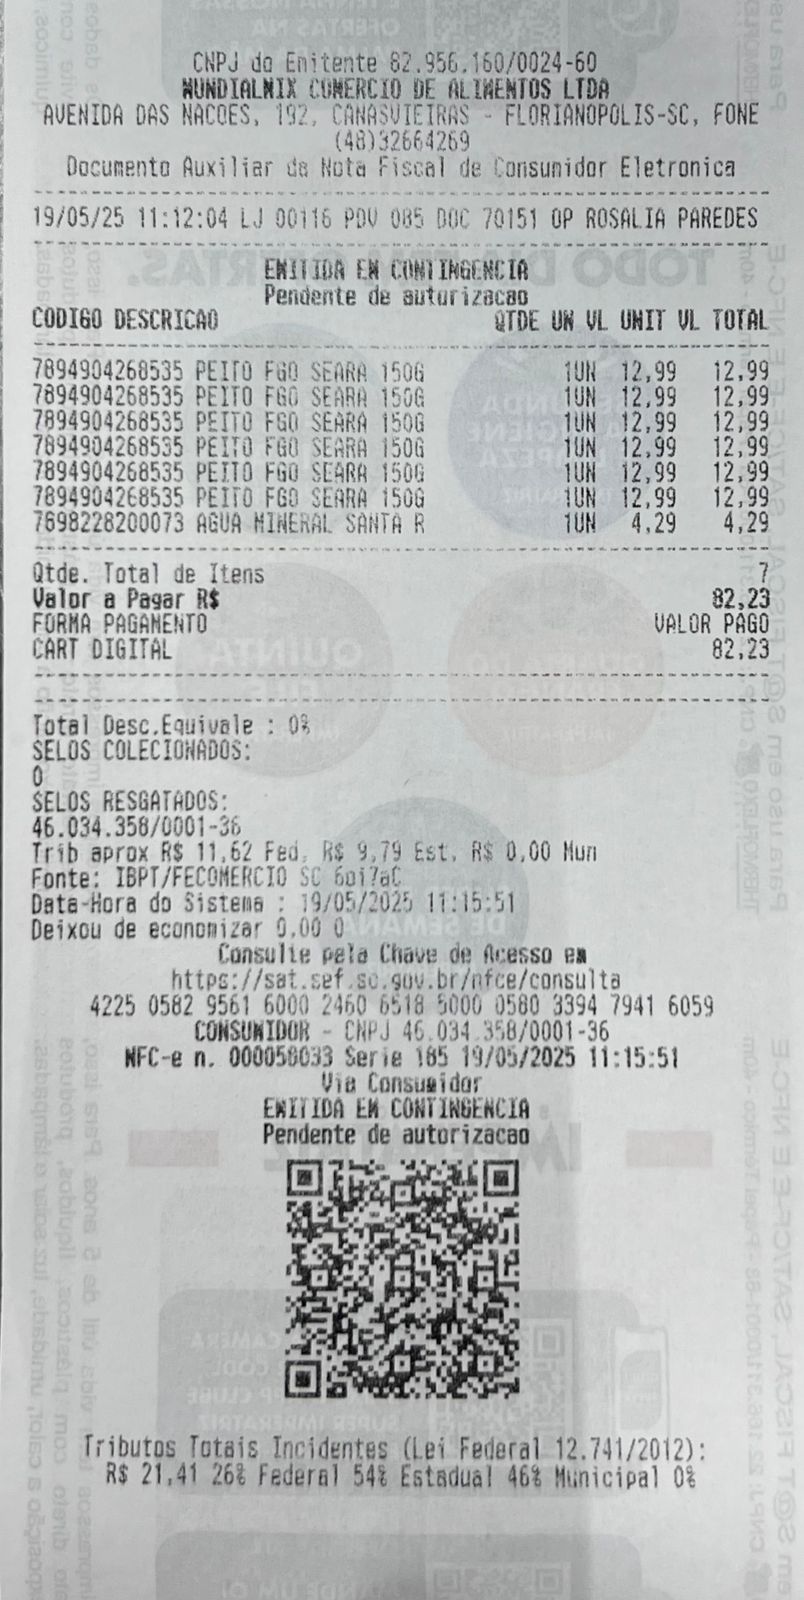 CNPJ do Emitente 82.956.160/0024-60
MUNDIALMIX COMERCIO DE ALIMENTOS LTDA
AVENIDA DAS NACOES, 192, CANASVIEIRAS - FLORIANOPOLIS-SC, FONE
(48)32664269
Documento Auxiliar da Nota Fiscal de Consumidor Eletronica
19/05/25 11:12:04 LJ 00116 PDV 085 DOC 70151 OP ROSALIA PAREDES
EMITIDA EM CONTINGENCIA
Pendente de autorizacao
CODIGO DESCRICAO QTDE UN VL UNIT VL TOTAL
7894904268535 PEITO FGO SEARA 150G 1UN 12,99 12,99
7894904268535 PEITO FGO SEARA 150G 1UN 12,99 12,99
7894904268535 PEITO FGO SEARA 150G 1UN 12,99 12,99
7894904268535 PEITO FGO SEARA 150G 1UN 12,99 12,99
7894904268535 PEITO FGO SEARA 150G 1UN 12,99 12,99
7894904268535 PEITO FGO SEARA 150G 1UN 12,99 12,99
7898228200073 AGUA MINERAL SANTA R 1UN 4,29 4,29
Qtde. Total de Itens 7
Valor a Pagar R$ 82,23
FORMA PAGAMENTO VALOR PAGO
CART DIGITAL 82,23
Total Desc.Equivale : 0%
SELOS COLECIONADOS:
0
SELOS RESGATADOS:
46.034.358/0001-36
Trib aprox R$ 11,62 Fed, R$ 9,79 Est, R$ 0,00 Mun
Fonte: IBPT/FECOMERCIO SC 6oi7aC
Data-Hora do Sistema : 19/05/2025 11:15:51
Deixou de economizar 0,00 0
Consulte pela Chave de Acesso em
https://sat.sef.sc.gov.br/nfce/consulta
4225 0582 9561 6000 2460 6518 5000 0580 3394 7941 6059
CONSUMIDOR - CNPJ 46.034.358/0001-36
NFC-e n. 000058033 Serie 185 19/05/2025 11:15:51
Via Consumidor
EMITIDA EM CONTINGENCIA
Pendente de autorizacao
Tributos Totais Incidentes (Lei Federal 12.741/2012):
R$ 21,41 26% Federal 54% Estadual 46% Municipal 0%